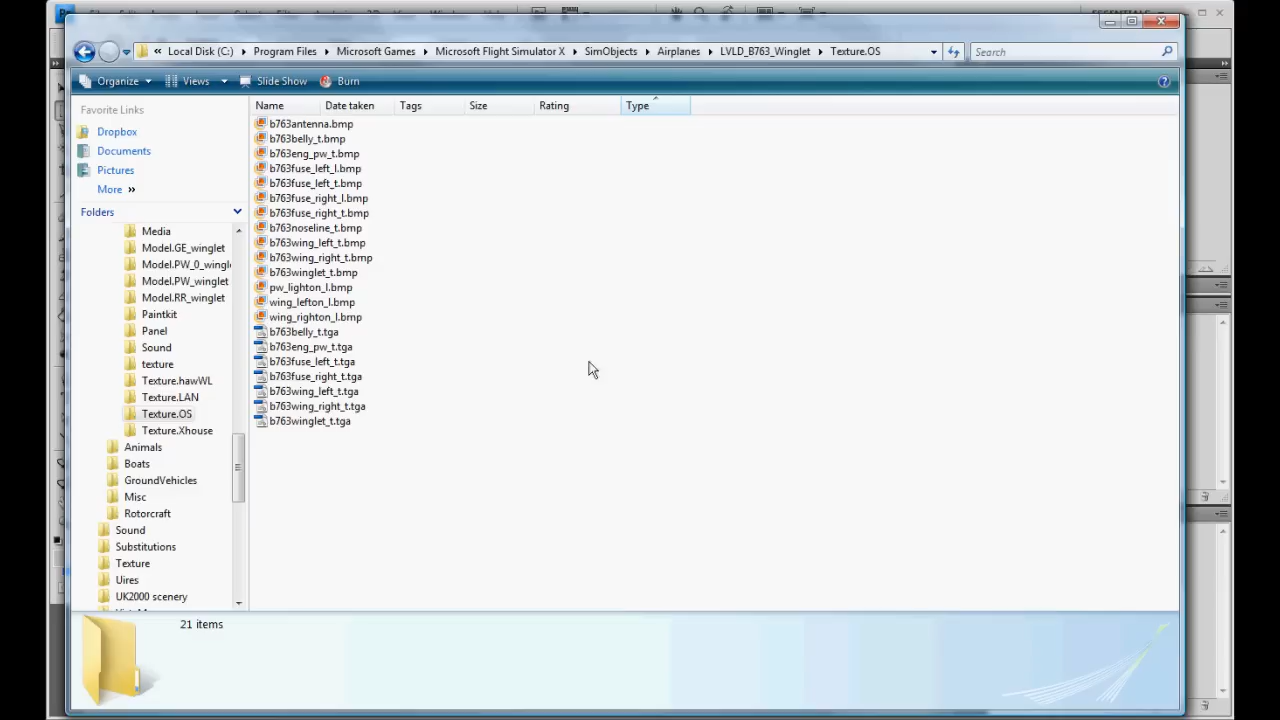 Local Disk (C:) Program Files Microsoft Games Microsoft Flight Simulator X SimObjects Airplanes LVLD_B763_Winglet Texture.OS Search
Organize Views Slide Show Burn
Favorite Links
Dropbox
Documents
Pictures
More
Folders
Media
Model.GE_winglet
Model.PW_0_wingl
Model.PW_winglet
Model.RR_winglet
Paintkit
Panel
Sound
texture
Texture.hawWL
Texture.LAN
Texture.OS
Texture.Xhouse
Animals
Boats
GroundVehicles
Misc
Rotorcraft
Sound
Substitutions
Texture
Uires
UK2000 scenery
Name Date taken Tags Size Rating Type
b763antenna.bmp
b763belly_t.bmp
b763eng_pw_t.bmp
b763fuse_left_l.bmp
b763fuse_left_t.bmp
b763fuse_right_l.bmp
b763fuse_right_t.bmp
b763noseline_t.bmp
b763wing_left_t.bmp
b763wing_right_t.bmp
b763winglet_t.bmp
pw_lighton_l.bmp
wing_lefton_l.bmp
wing_righton_l.bmp
b763belly_t.tga
b763eng_pw_t.tga
b763fuse_left_t.tga
b763fuse_right_t.tga
b763wing_left_t.tga
b763wing_right_t.tga
b763winglet_t.tga
21 items